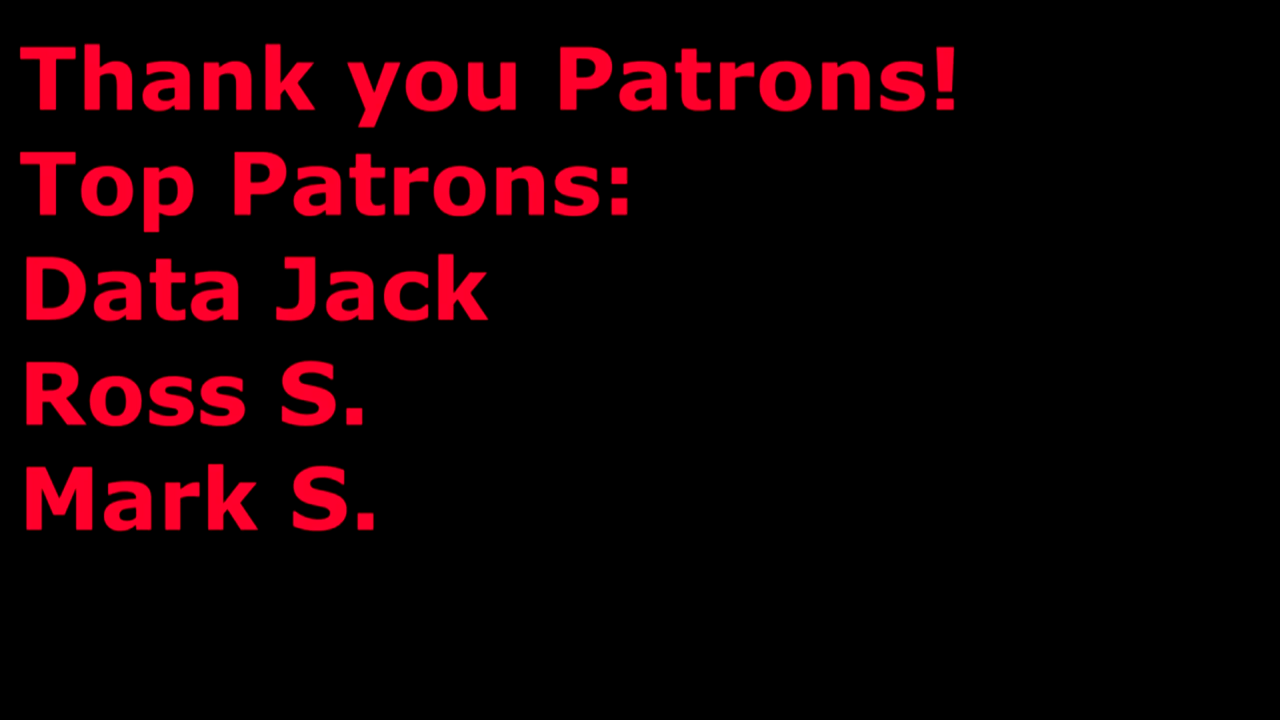 Thank you Patrons!
Top Patrons:
Data Jack
Ross S.
Mark S.